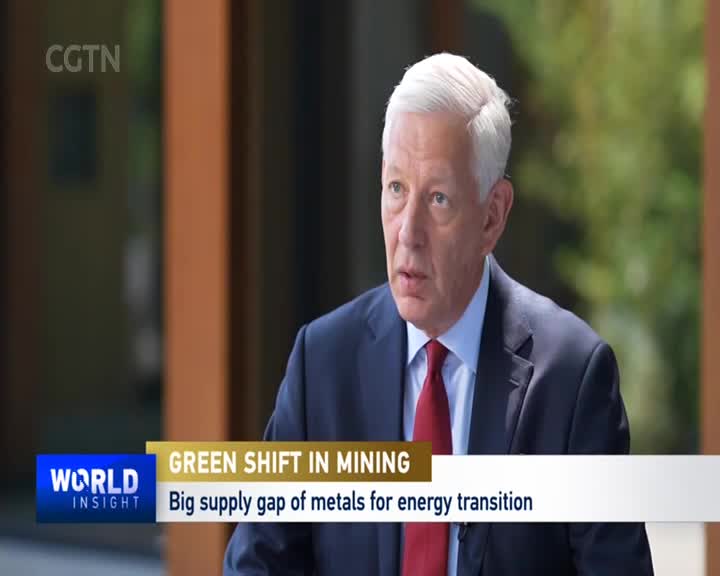 CGTN
GREEN SHIFT IN MINING
WORLD
INSIGHT
Big supply gap of metals for energy transition